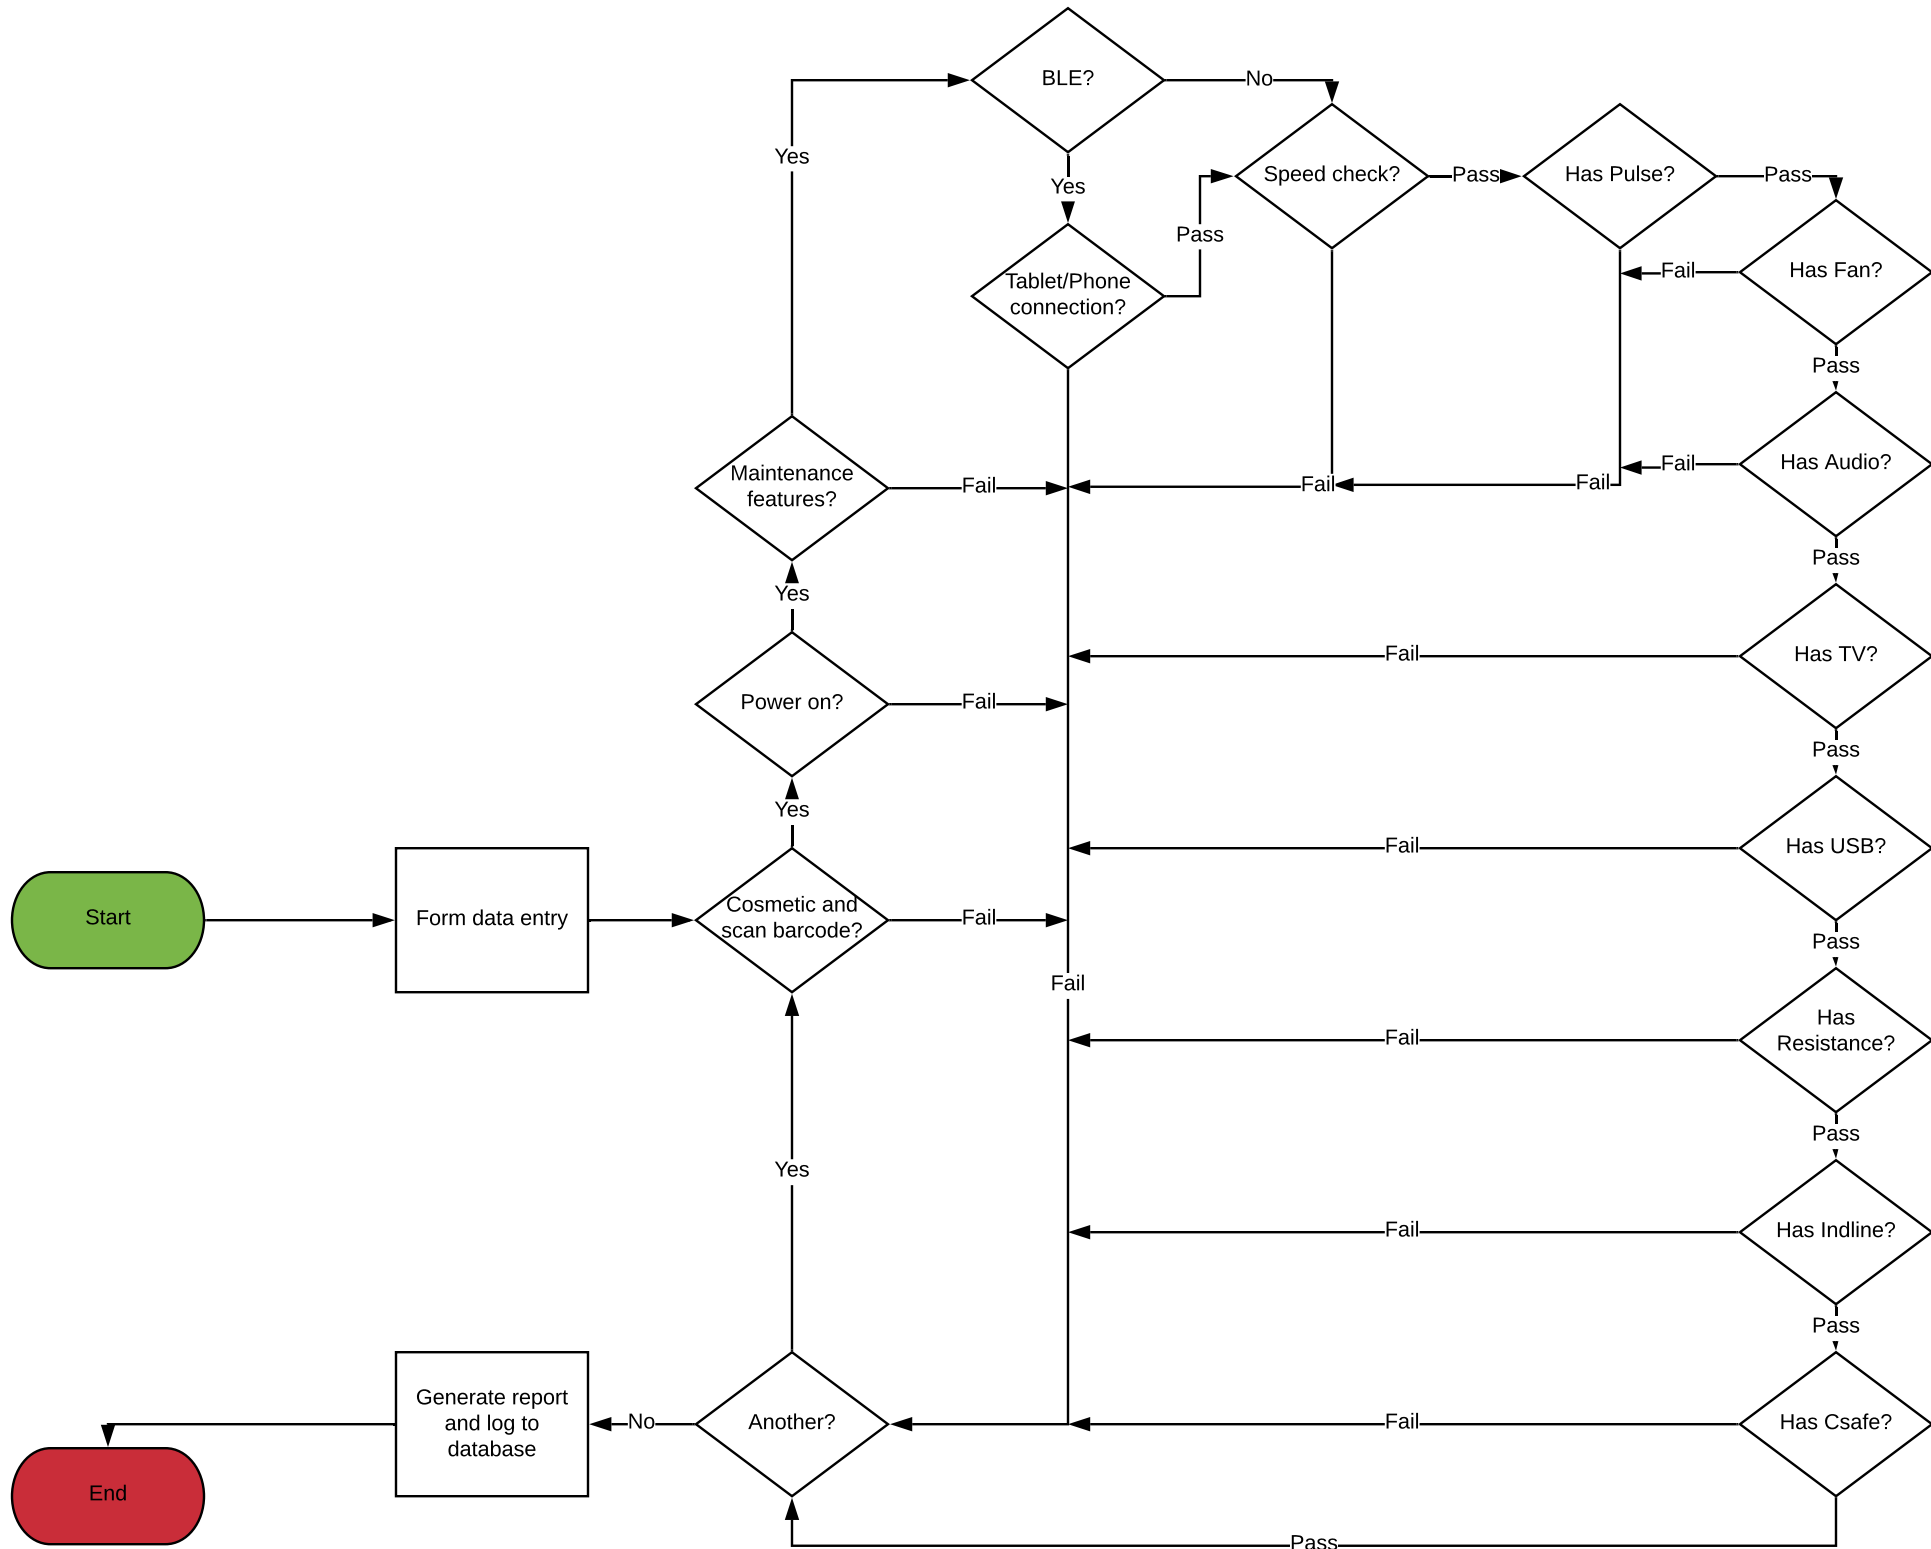 BLE?
No
Yes
Yes
Speed check?
Pass
Has Pulse?
Pass
Pass
Tablet/Phone
connection?
Fail
Has Fan?
Pass
Maintenance
features?
Fail
Fail
Fail
Fail
Has Audio?
Pass
Yes
Power on?
Fail
Fail
Has TV?
Pass
Yes
Fail
Has USB?
Start
Form data entry
Cosmetic and
scan barcode?
Fail
Pass
Fail
Fail
Has
Resistance?
Pass
Yes
Fail
Has Indline?
Pass
Generate report
and log to
database
No
Another?
Fail
Has Csafe?
End
Pass